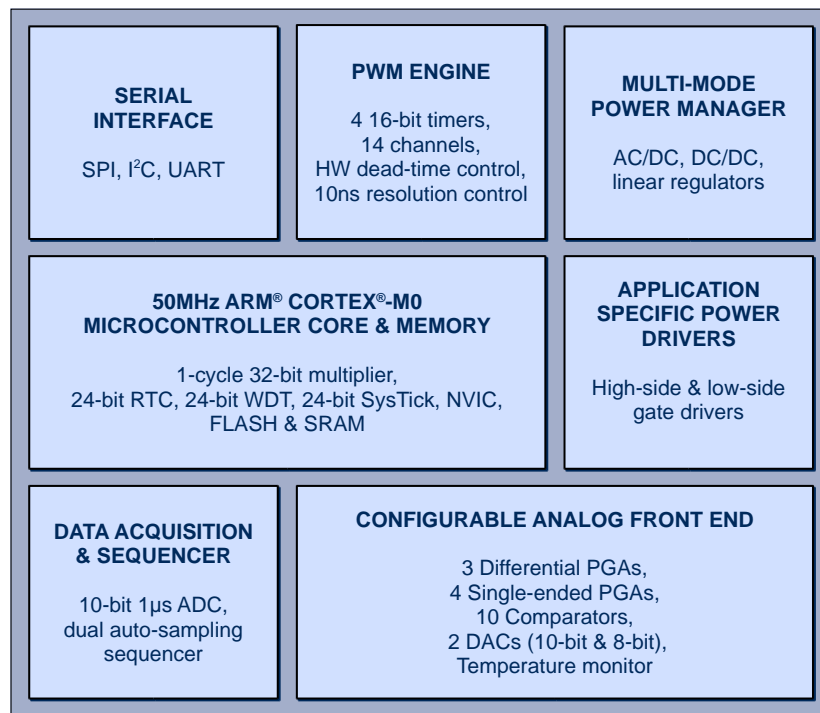 SERIAL
INTERFACE
SPI, I²C, UART
PWM ENGINE
4 16-bit timers,
14 channels,
HW dead-time control,
10ns resolution control
MULTI-MODE
POWER MANAGER
AC/DC, DC/DC,
linear regulators
50MHz ARM® CORTEX®-M0
MICROCONTROLLER CORE & MEMORY
1-cycle 32-bit multiplier,
24-bit RTC, 24-bit WDT, 24-bit SysTick, NVIC,
FLASH & SRAM
APPLICATION
SPECIFIC POWER
DRIVERS
High-side & low-side
gate drivers
DATA ACQUISITION
& SEQUENCER
10-bit 1µs ADC,
dual auto-sampling
sequencer
CONFIGURABLE ANALOG FRONT END
3 Differential PGAs,
4 Single-ended PGAs,
10 Comparators,
2 DACs (10-bit & 8-bit),
Temperature monitor